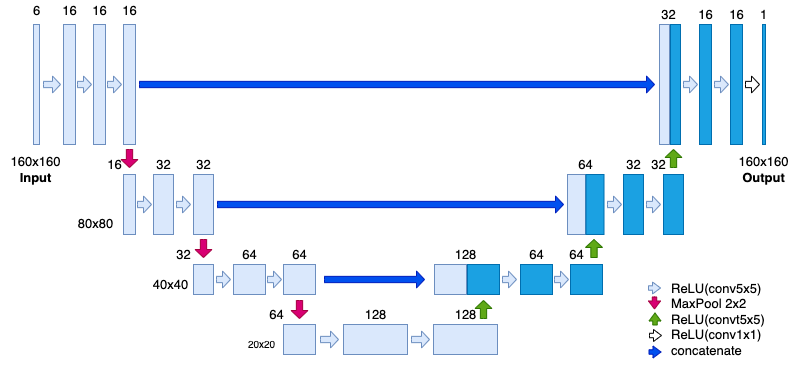 6 16 16 16 32 16 16 1
160x160
Input
160x160
Output
16 32 32 64 32 32
80x80
32 64 64 128 64 64
40x40
64 128 128
20x20
ReLU(conv5x5)
MaxPool 2x2
ReLU(convt5x5)
ReLU(conv1x1)
concatenate